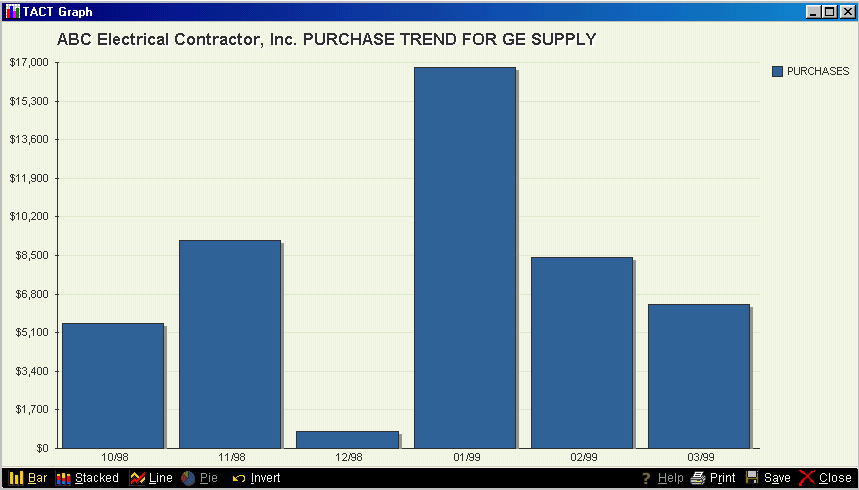 TACT Graph
ABC Electrical Contractor, Inc. PURCHASE TREND FOR GE SUPPLY
$17,000
PURCHASES
$15,300
$13,600
$11,900
$10,200
$8,500
$6,800
$5,100
$3,400
$1,700
$0
10/98 11/98 12/98 01/99 02/99 03/99
Bar Stacked Line Pie Invert ? Help Print Save Close